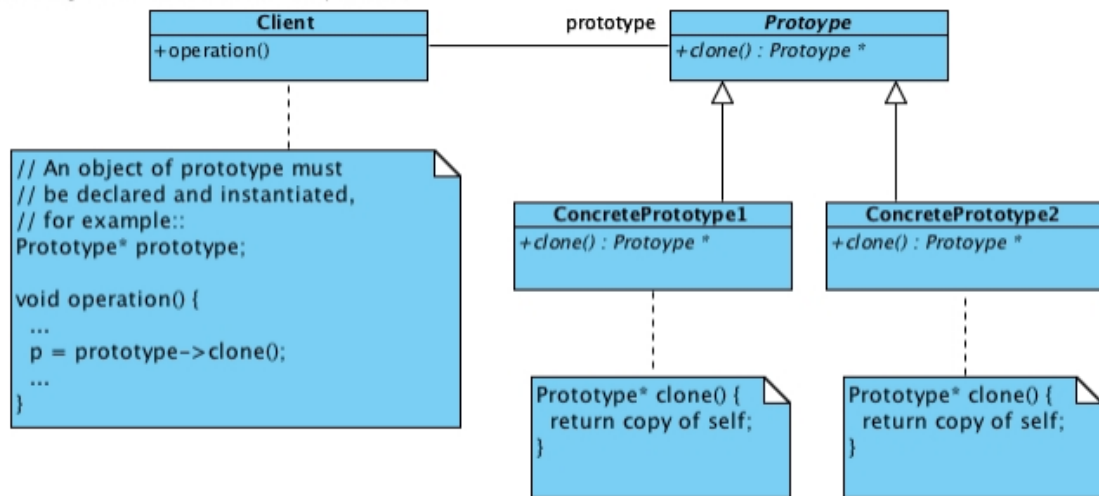 Client
+operation()
prototype
Protoype
+clone() : Protoype *
// An object of prototype must
// be declared and instantiated,
// for example::
Prototype* prototype;
void operation() {
...
p = prototype->clone();
...
}
ConcretePrototype1
+clone() : Protoype *
ConcretePrototype2
+clone() : Protoype *
Prototype* clone() {
return copy of self;
}
Prototype* clone() {
return copy of self;
}